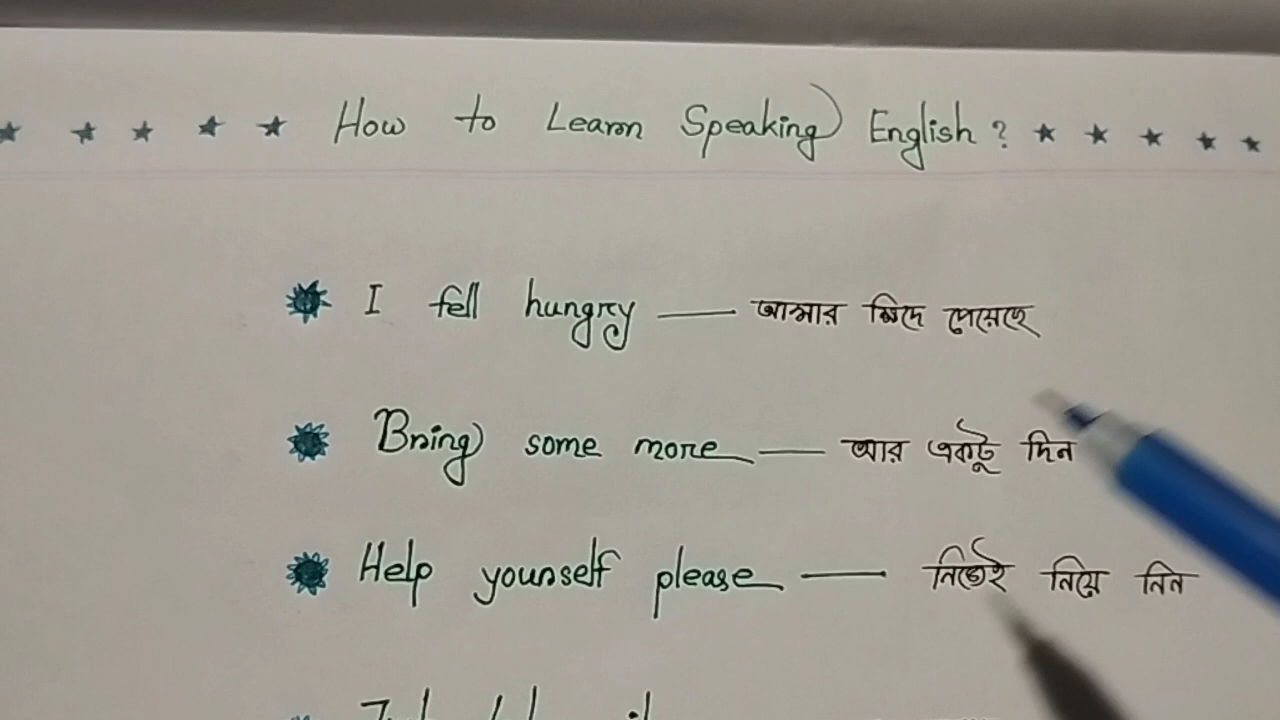 How to Learn Speaking English?
I fell hungry — আমার খিদে পেয়েছে
Bring some more — আর একটু দিন
Help yourself please — নিজেই নিয়ে নিন